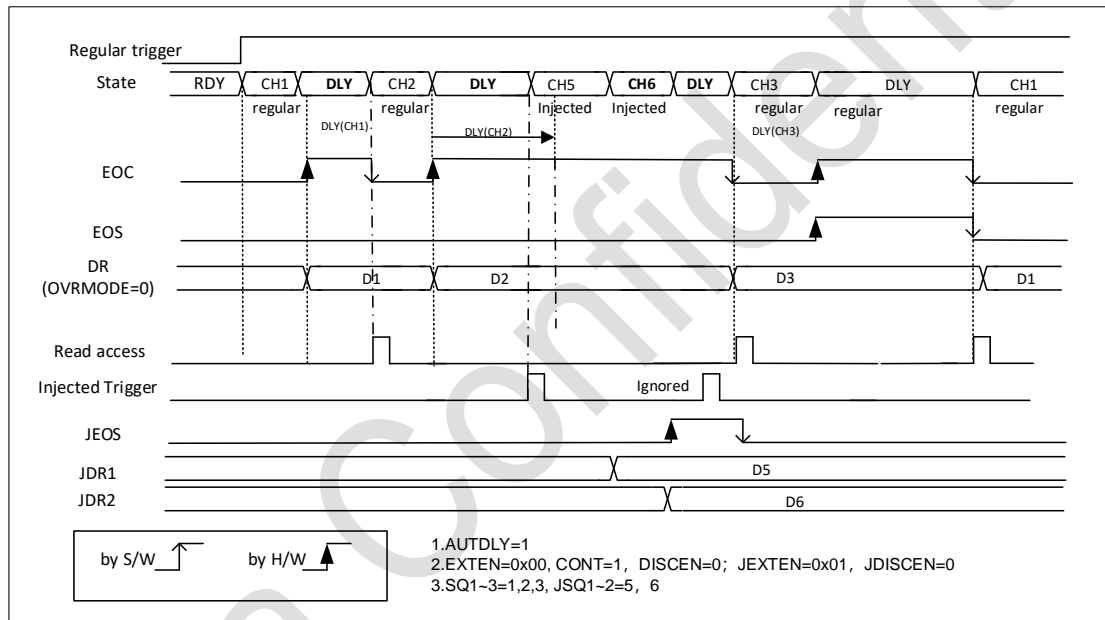 Regular trigger
State RDY CH1 DLY CH2 DLY CH5 CH6 DLY CH3 DLY CH1
regular regular Injected Injected regular regular regular
DLY(CH1) DLY(CH2) DLY(CH3)
EOC
EOS
DR D1 D2 D3 D1
(OVRMODE=0)
Read access
Injected Trigger Ignored
JEOS
JDR1 D5
JDR2 D6
by S/W by H/W
1.AUTDLY=1
2.EXTEN=0x00, CONT=1, DISCEN=0; JEXTEN=0x01, JDISCEN=0
3.SQ1~3=1,2,3, JSQ1~2=5, 6